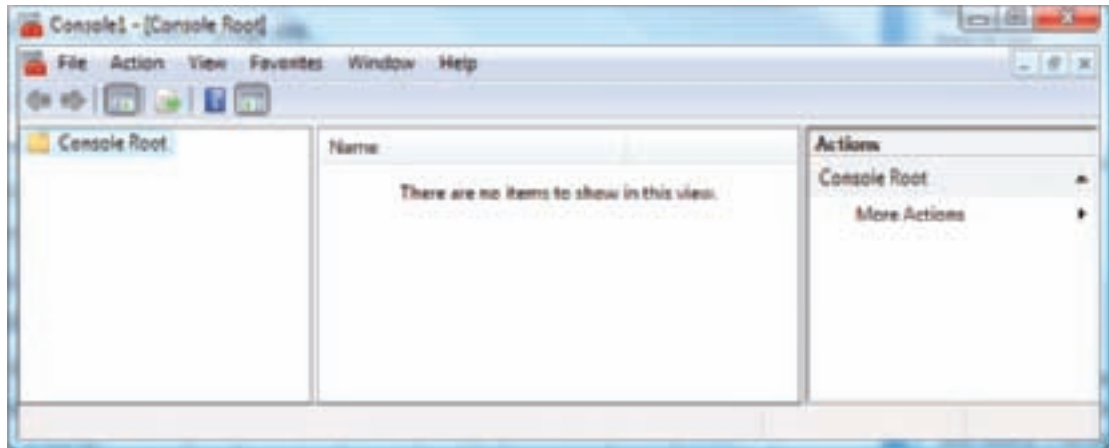 Console1 - [Console Root]
File Action View Favorites Window Help
Console Root
Name
There are no items to show in this view.
Actions
Console Root
More Actions